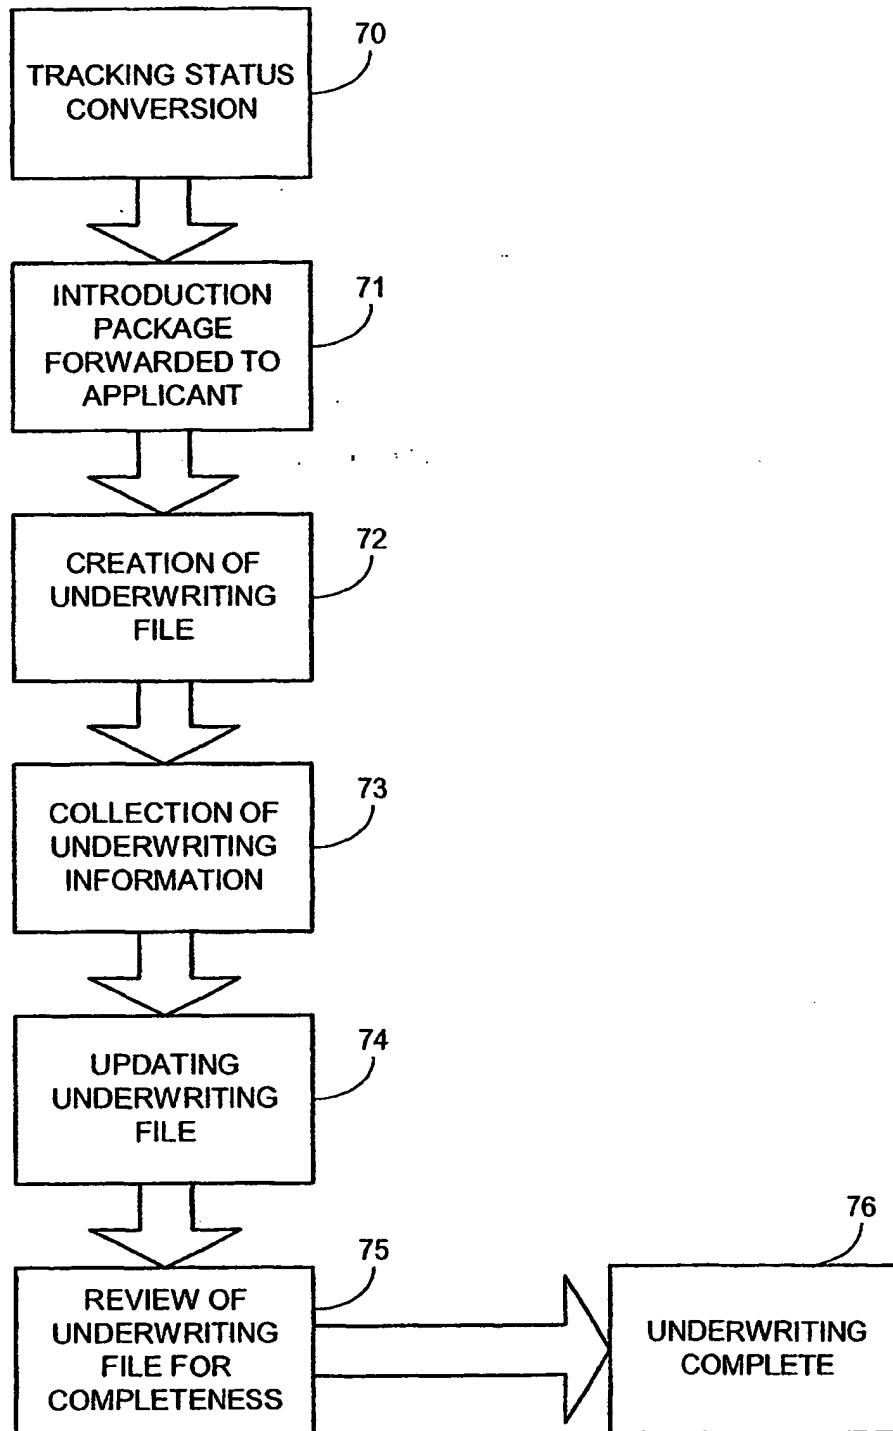 70
TRACKING STATUS
CONVERSION
71
INTRODUCTION
PACKAGE
FORWARDED TO
APPLICANT
72
CREATION OF
UNDERWRITING
FILE
73
COLLECTION OF
UNDERWRITING
INFORMATION
74
UPDATING
UNDERWRITING
FILE
75
REVIEW OF
UNDERWRITING
FILE FOR
COMPLETENESS
76
UNDERWRITING
COMPLETE